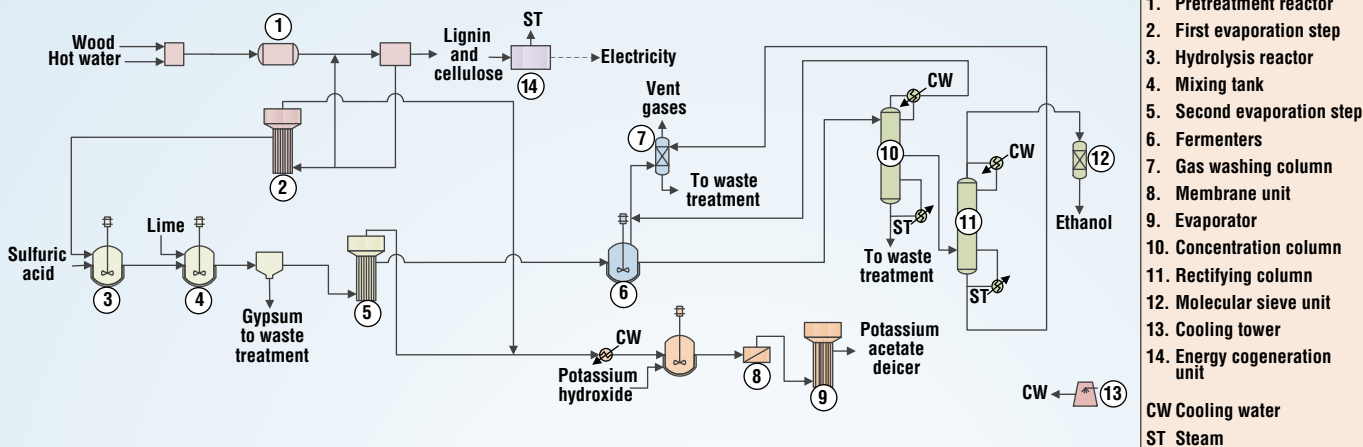 Wood
Hot water
1
Lignin
and
cellulose
ST
14
Electricity
2
Vent
gases
7
To waste
treatment
CW
10
ST
To waste
treatment
CW
11
ST
12
Ethanol
Sulfuric
acid
3
Lime
4
Gypsum
to waste
treatment
5
6
CW
Potassium
hydroxide
8
9
Potassium
acetate
deicer
CW
13
1. Pretreatment reactor
2. First evaporation step
3. Hydrolysis reactor
4. Mixing tank
5. Second evaporation step
6. Fermenters
7. Gas washing column
8. Membrane unit
9. Evaporator
10. Concentration column
11. Rectifying column
12. Molecular sieve unit
13. Cooling tower
14. Energy cogeneration
unit
CW Cooling water
ST Steam